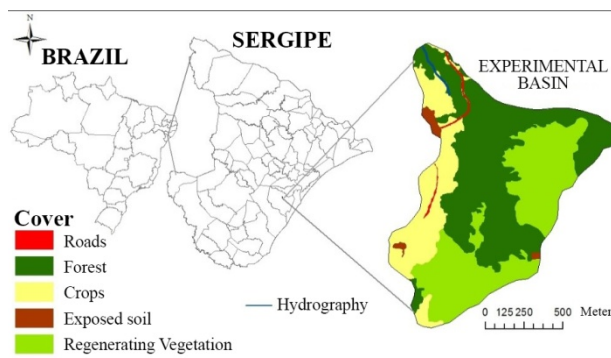 N
BRAZIL
SERGIPE
EXPERIMENTAL
BASIN
Cover
Roads
Forest
Crops
Exposed soil
Regenerating Vegetation
Hydrography
0 125 250 500
Meter